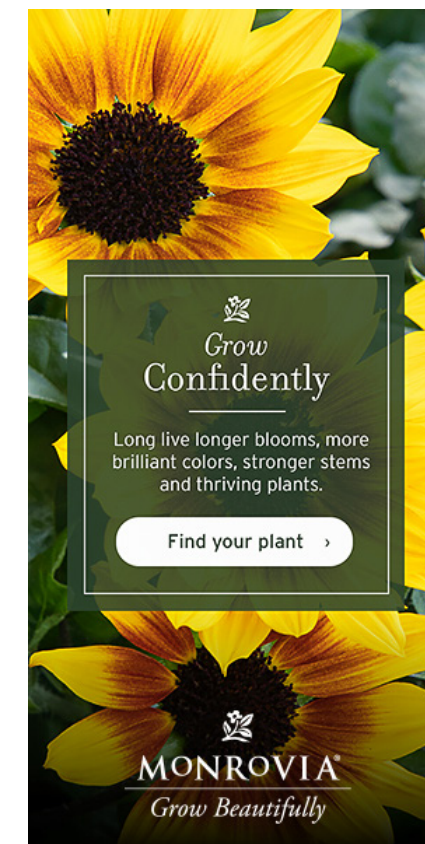 Grow
Confidently
Long live longer blooms, more
brilliant colors, stronger stems
and thriving plants.
Find your plant ›
MONROVIA®
Grow Beautifully